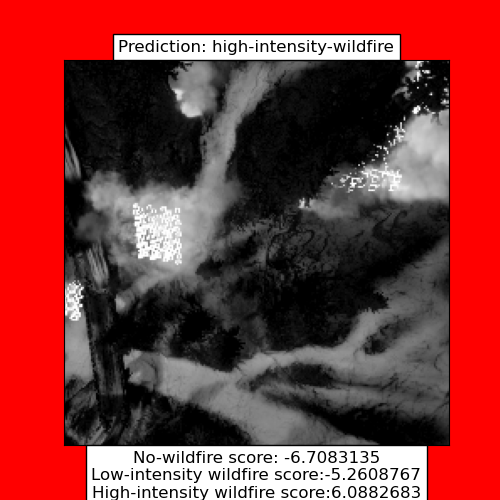 Prediction: high-intensity-wildfire
No-wildfire score: -6.7083135
Low-intensity wildfire score:-5.2608767
High-intensity wildfire score:6.0882683